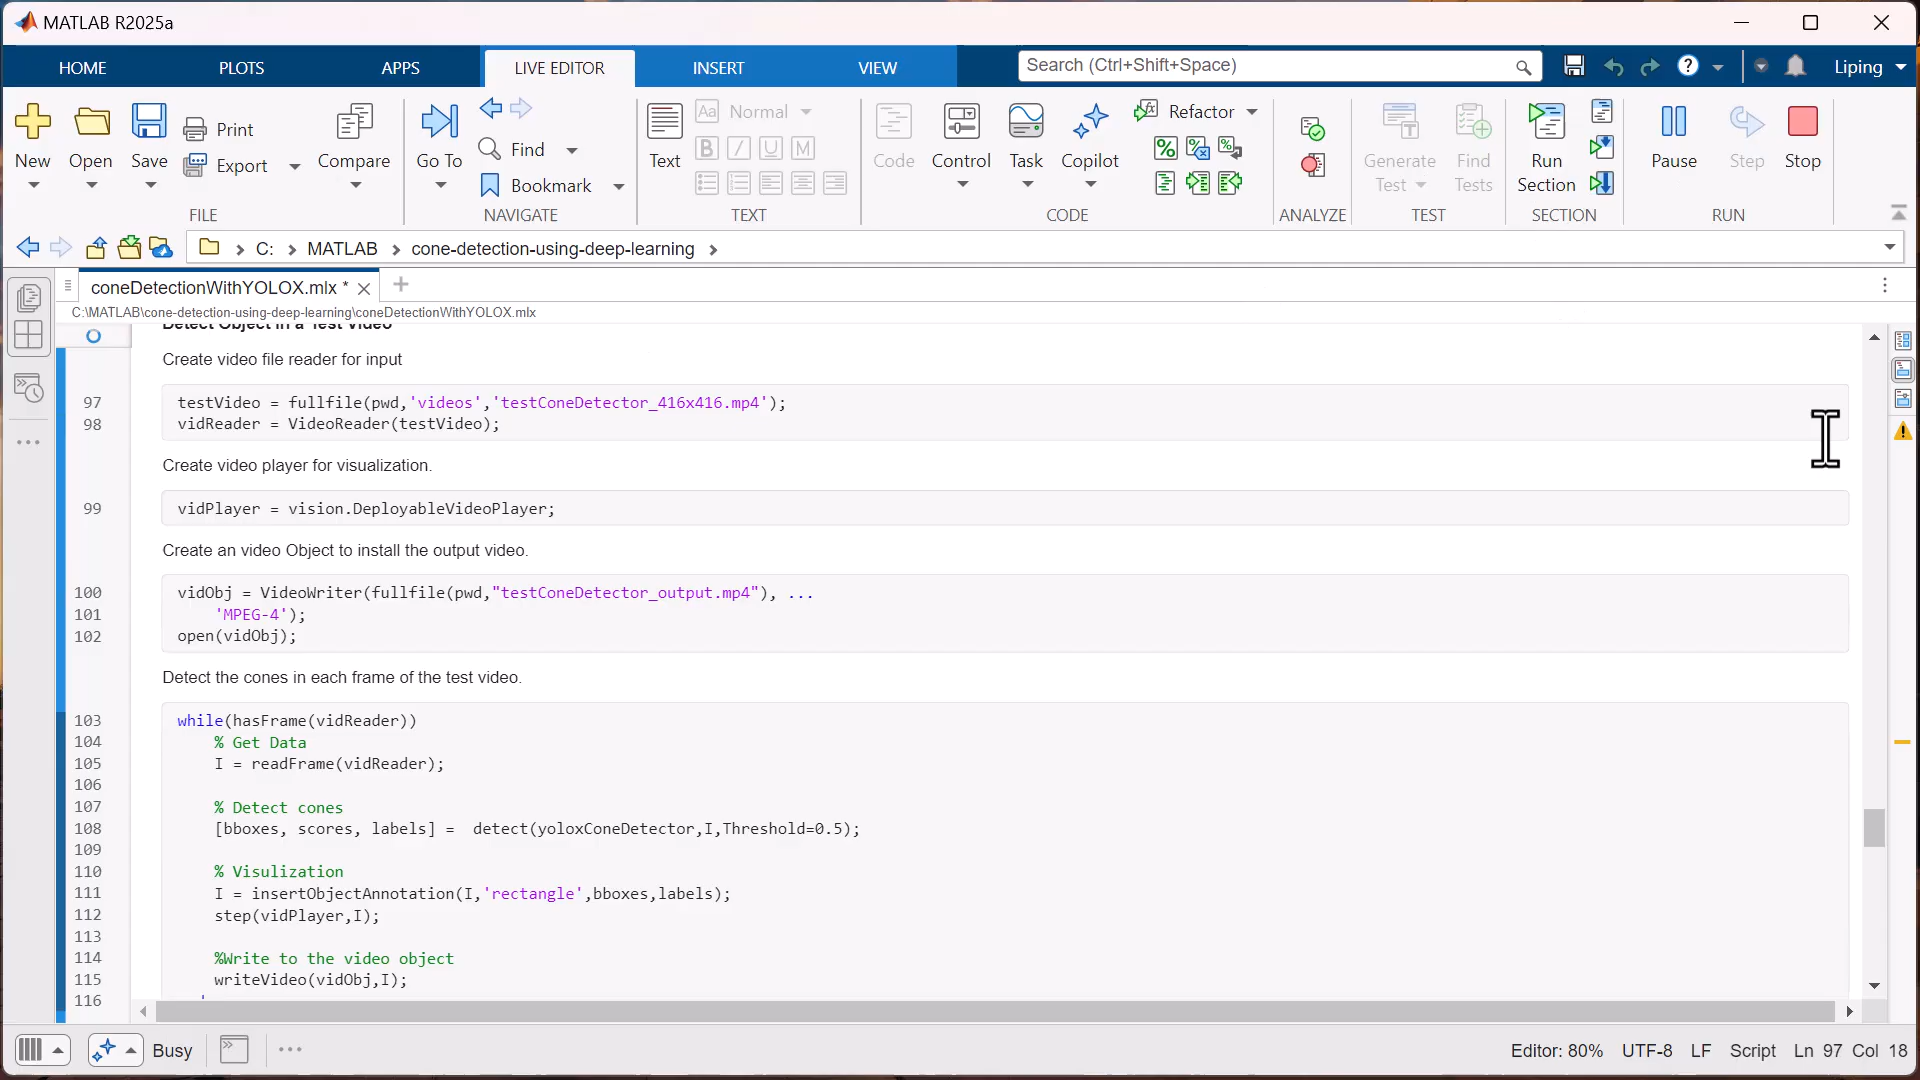 MATLAB R2025a
HOME PLOTS APPS LIVE EDITOR INSERT VIEW Search (Ctrl+Shift+Space) Liping
New Open Save Print Export Compare Go To Find Bookmark Text Aa Normal B I U M Code Control Task Copilot Refactor Generate Test Find Tests Run Section Pause Step Stop
FILE NAVIGATE TEXT CODE ANALYZE TEST SECTION RUN
C: MATLAB cone-detection-using-deep-learning
coneDetectionWithYOLOX.mlx *
C:\MATLAB\cone-detection-using-deep-learning\coneDetectionWithYOLOX.mlx
Detect Object in a Test Video
Create video file reader for input
97 testVideo = fullfile(pwd,'videos','testConeDetector_416x416.mp4');
98 vidReader = VideoReader(testVideo);
Create video player for visualization.
99 vidPlayer = vision.DeployableVideoPlayer;
Create an video Object to install the output video.
100 vidObj = VideoWriter(fullfile(pwd,"testConeDetector_output.mp4"), ...
101 'MPEG-4');
102 open(vidObj);
Detect the cones in each frame of the test video.
103 while(hasFrame(vidReader))
104 % Get Data
105 I = readFrame(vidReader);
106
107 % Detect cones
108 [bboxes, scores, labels] = detect(yoloxConeDetector,I,Threshold=0.5);
109
110 % Visulization
111 I = insertObjectAnnotation(I,'rectangle',bboxes,labels);
112 step(vidPlayer,I);
113
114 %Write to the video object
115 writeVideo(vidObj,I);
116
Busy Editor: 80% UTF-8 LF Script Ln 97 Col 18